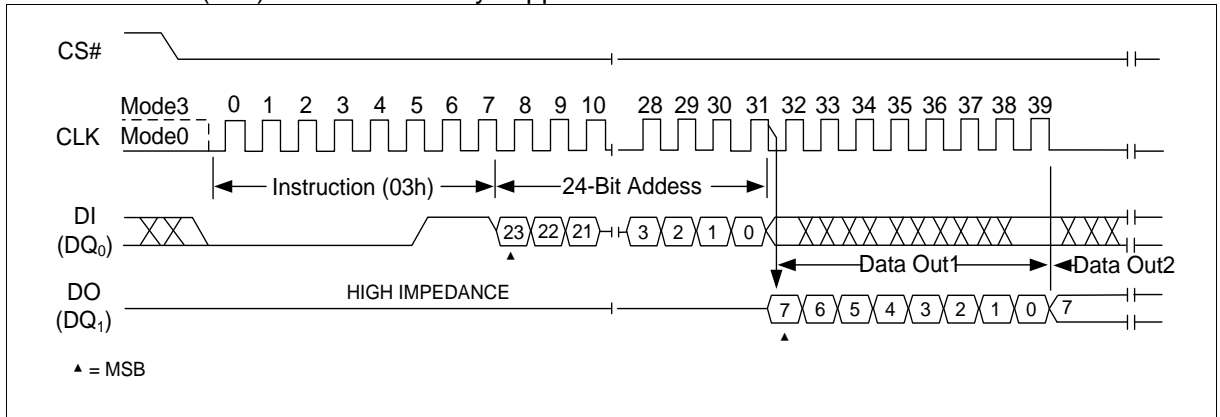 CS#
Mode3 0 1 2 3 4 5 6 7 8 9 10 28 29 30 31 32 33 34 35 36 37 38 39
CLK Mode0
Instruction (03h) 24-Bit Addess
DI
(DQ0) 23 22 21 3 2 1 0
Data Out1 Data Out2
DO HIGH IMPEDANCE
(DQ1) 7 6 5 4 3 2 1 0 7
▲ = MSB